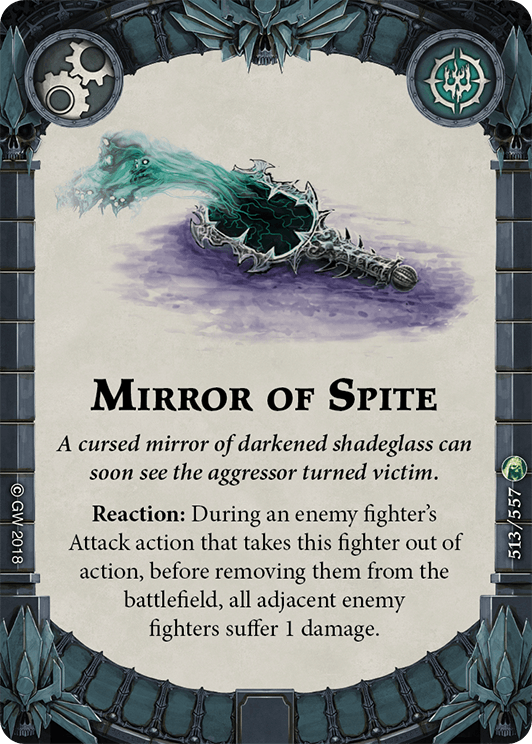 Mirror of Spite
A cursed mirror of darkened shadeglass can
soon see the aggressor turned victim.
Reaction: During an enemy fighter's
Attack action that takes this fighter out of
action, before removing them from the
battlefield, all adjacent enemy
fighters suffer 1 damage.
© GW 2018
513/557